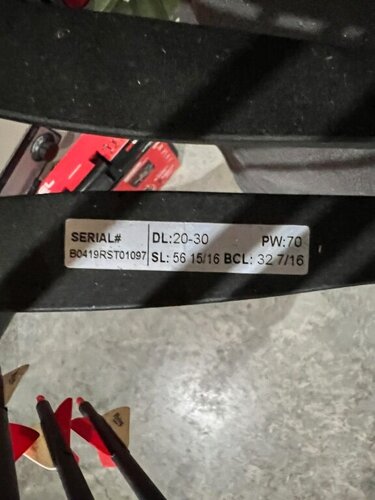 SERIAL# DL:20-30 PW:70
B0419RST01097 SL: 56 15/16 BCL: 32 7/16